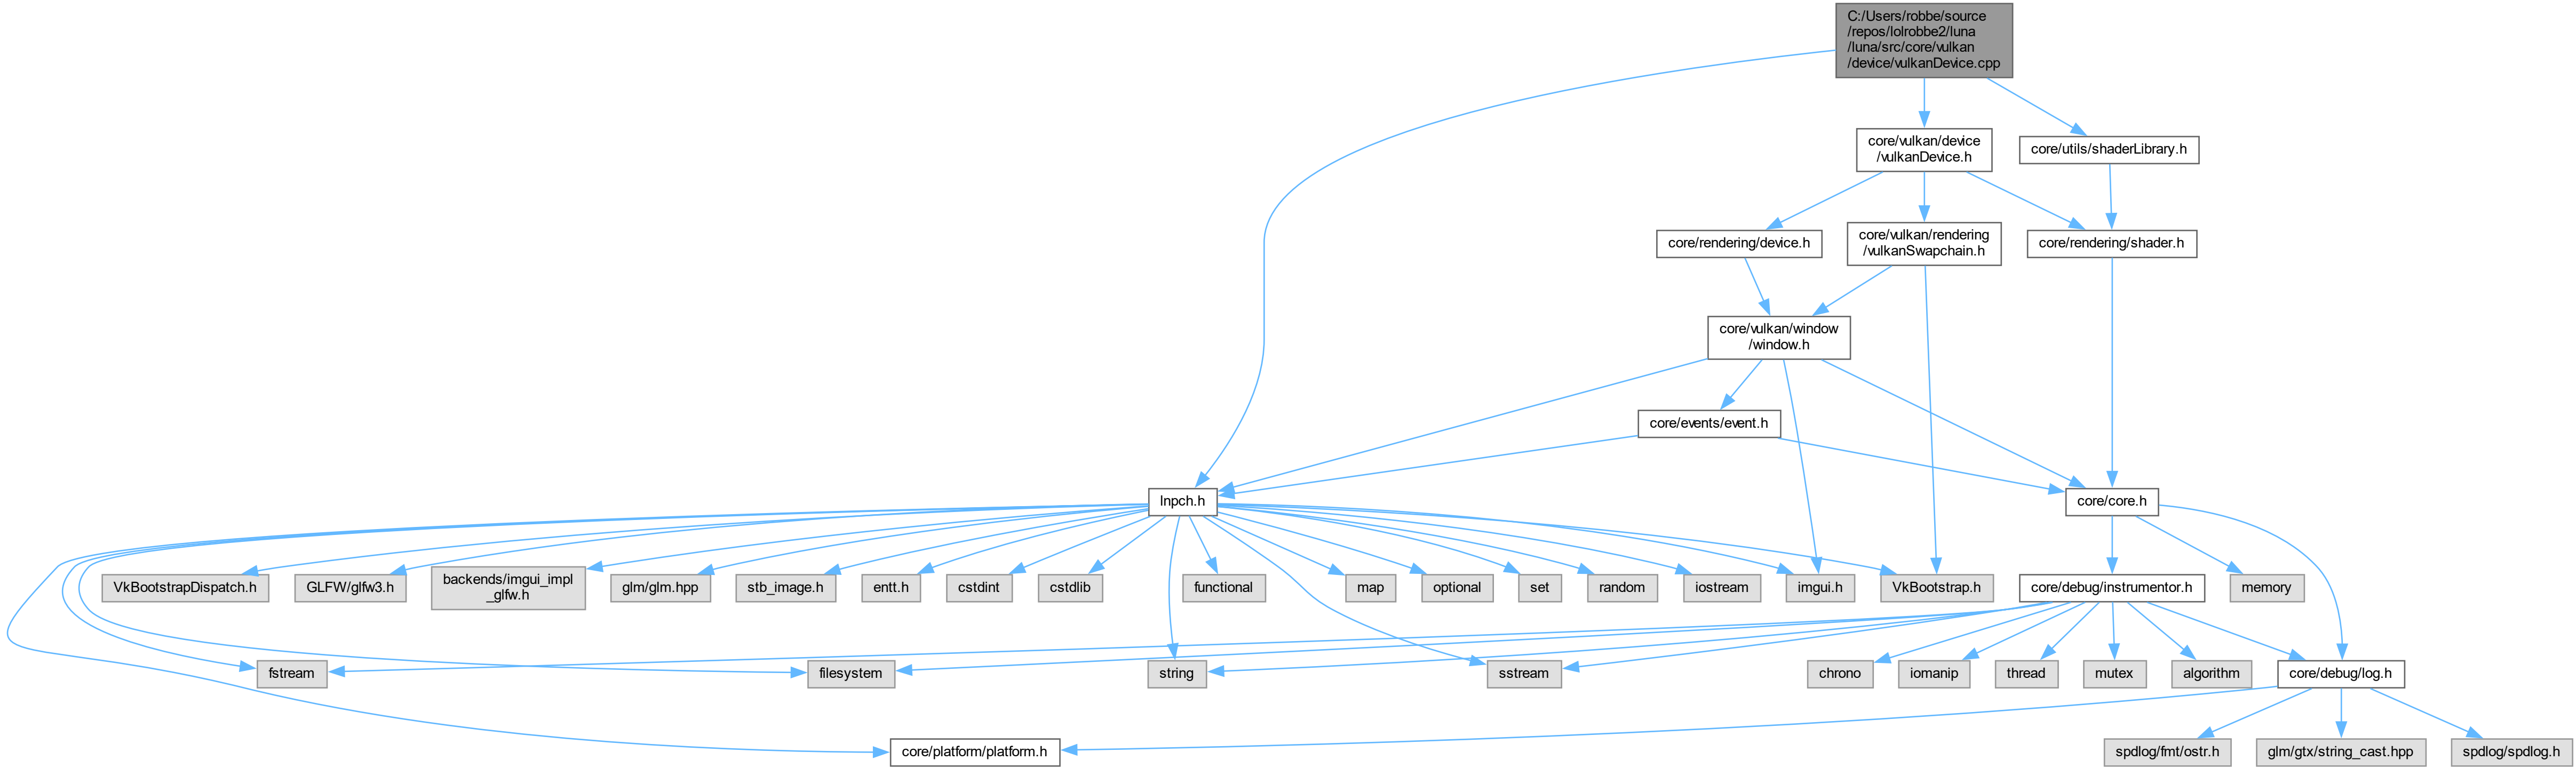 C:/Users/robbe/source
/repos/lolrobbe2/luna
/luna/src/core/vulkan
/device/vulkanDevice.cpp
core/vulkan/device
/vulkanDevice.h
core/utils/shaderLibrary.h
core/rendering/device.h
core/vulkan/rendering
/vulkanSwapchain.h
core/rendering/shader.h
core/vulkan/window
/window.h
core/events/event.h
lnpch.h
core/core.h
VkBootstrapDispatch.h
GLFW/glfw3.h
backends/imgui_impl
_glfw.h
glm/glm.hpp
stb_image.h
entt.h
cstdint
cstdlib
functional
map
optional
set
random
iostream
imgui.h
VkBootstrap.h
core/debug/instrumentor.h
memory
fstream
filesystem
string
sstream
chrono
iomanip
thread
mutex
algorithm
core/debug/log.h
core/platform/platform.h
spdlog/fmt/ostr.h
glm/gtx/string_cast.hpp
spdlog/spdlog.h